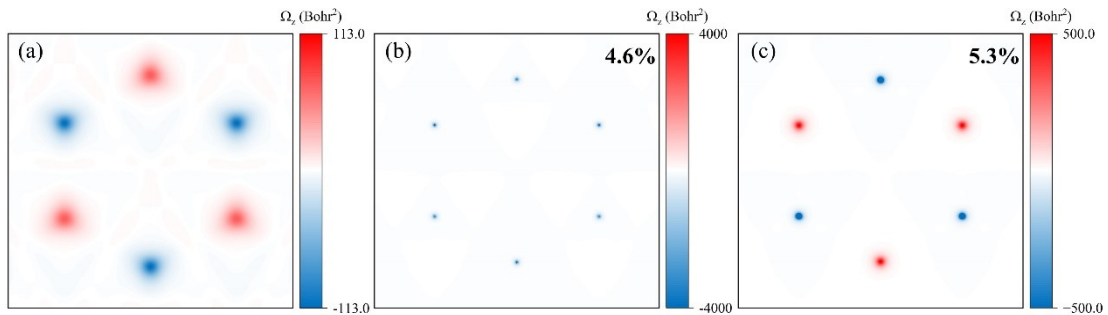 Ω_z (Bohr²)
(a)
113.0
-113.0
Ω_z (Bohr²)
(b)
4.6%
4000
-4000
Ω_z (Bohr²)
(c)
5.3%
500.0
-500.0